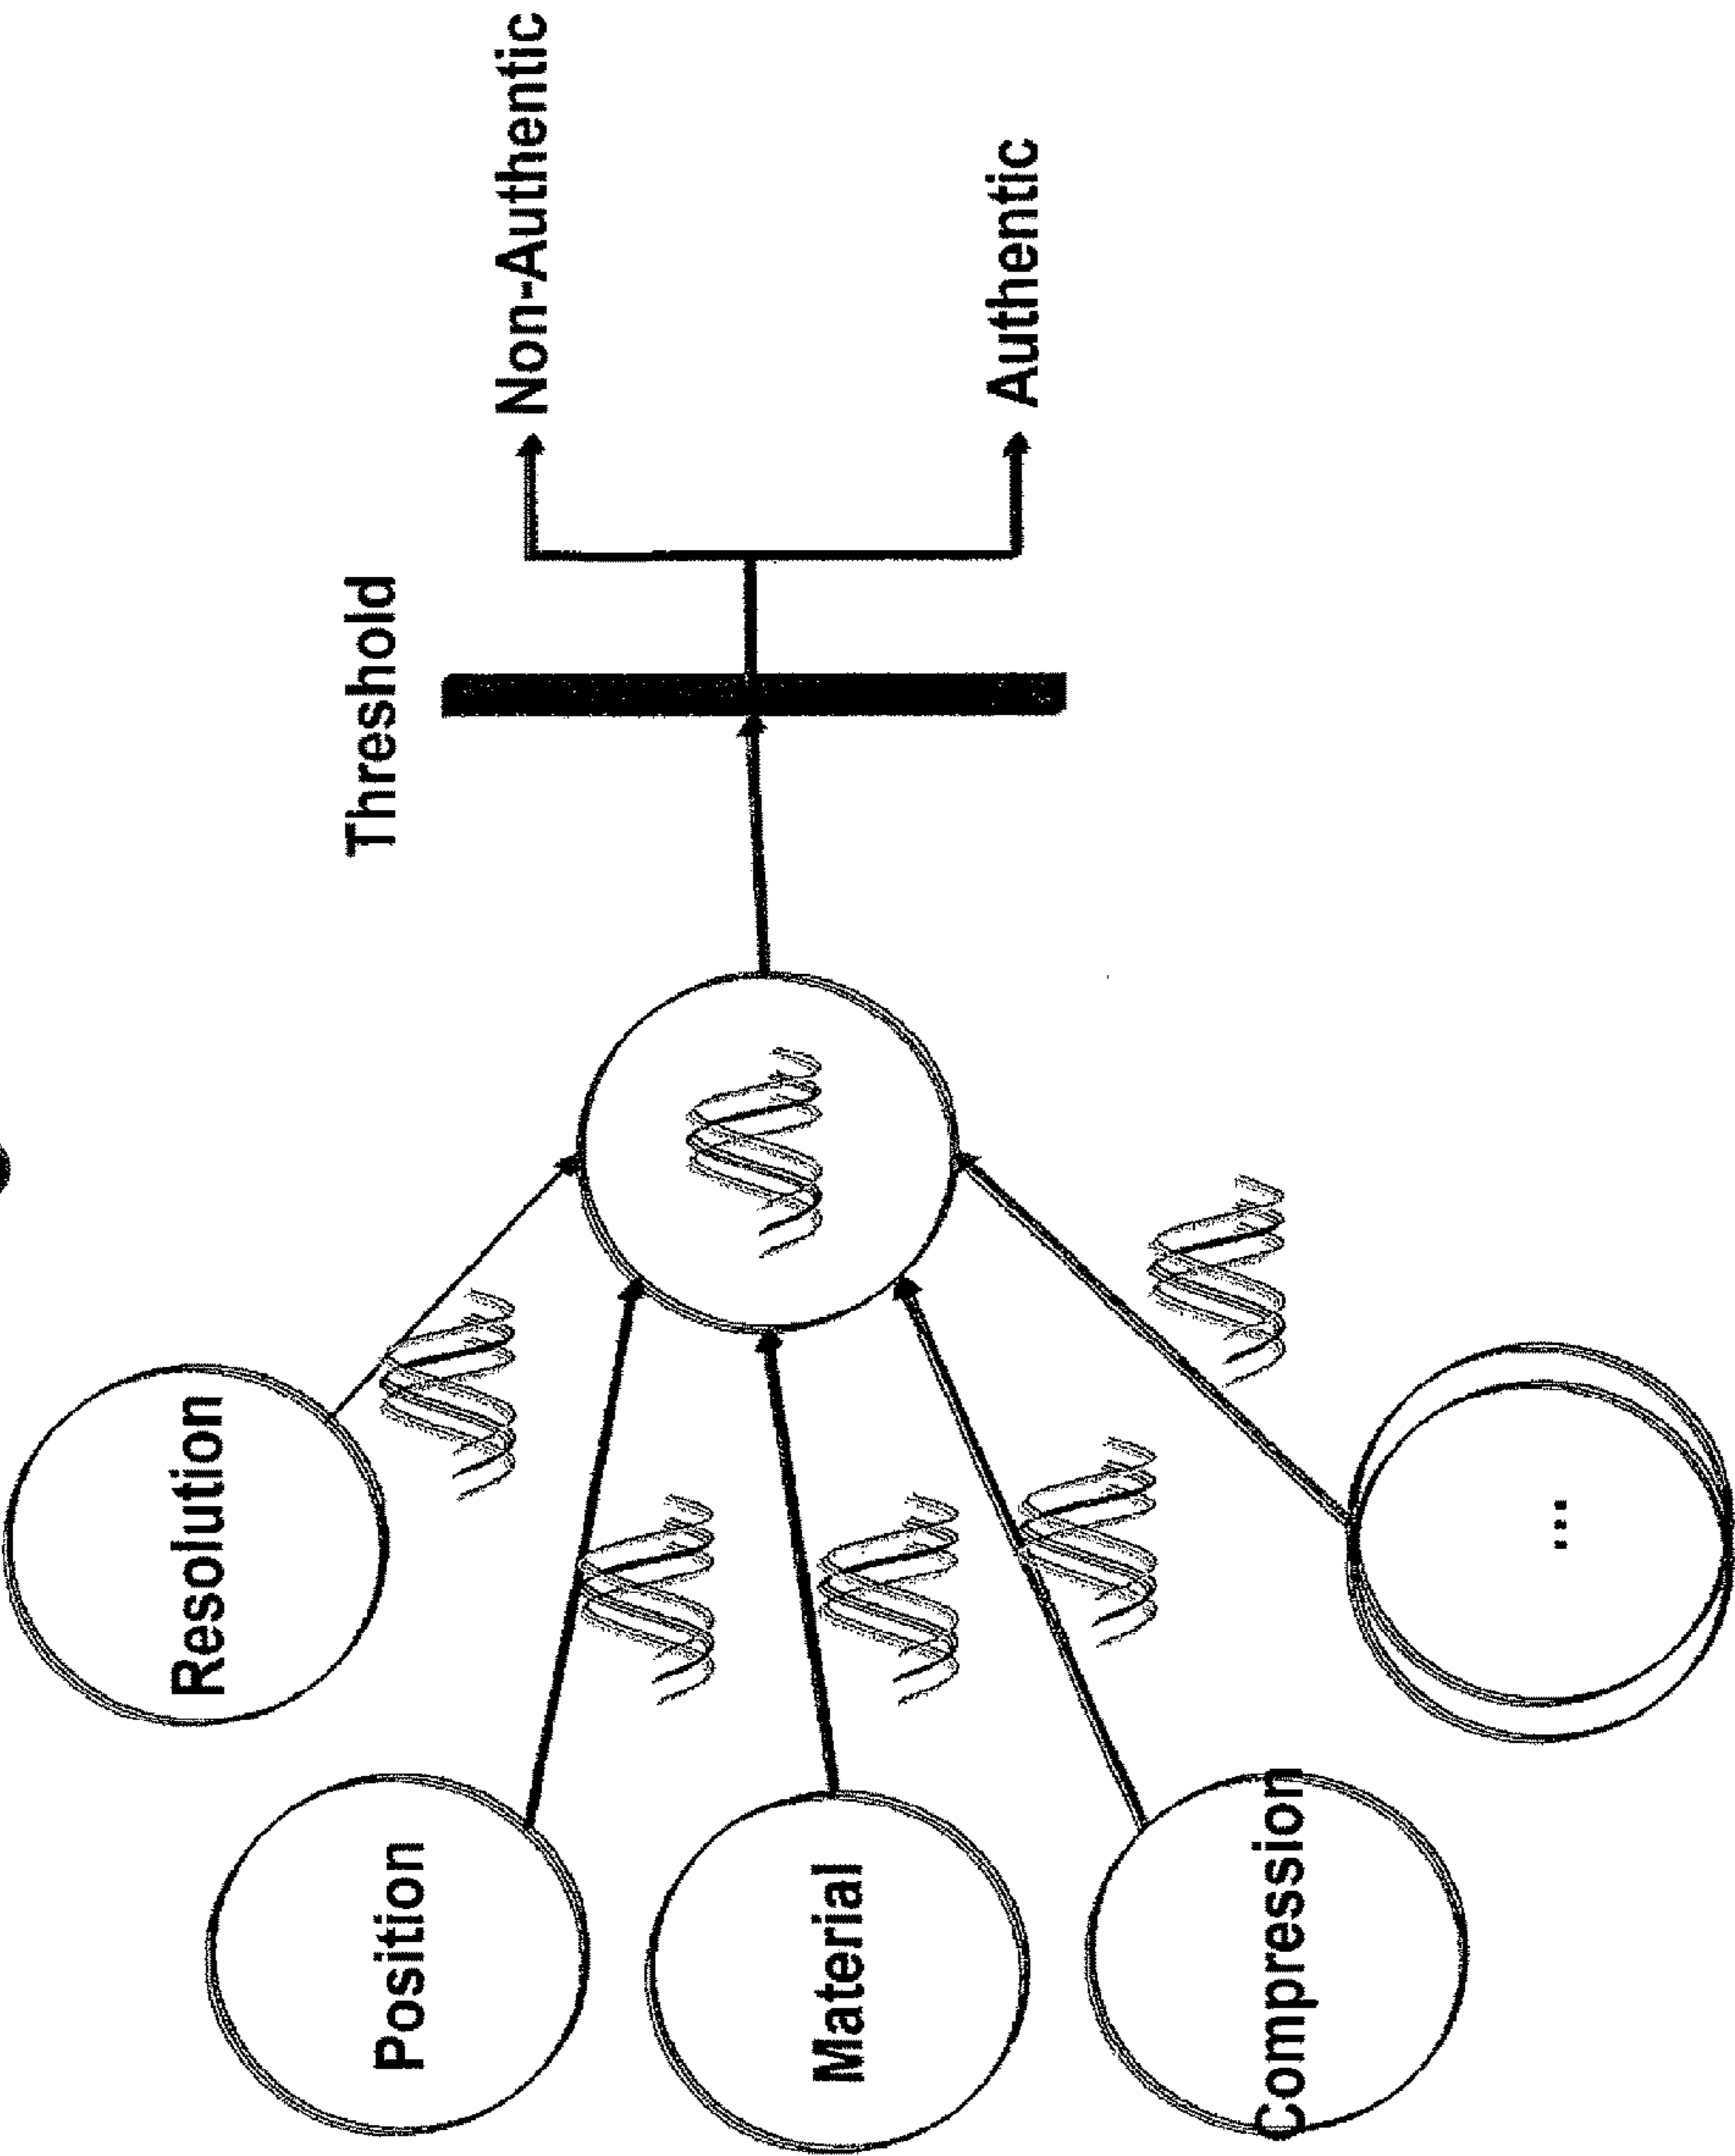 Resolution
Position
Material
Compression
...
Threshold
Non-Authentic
Authentic